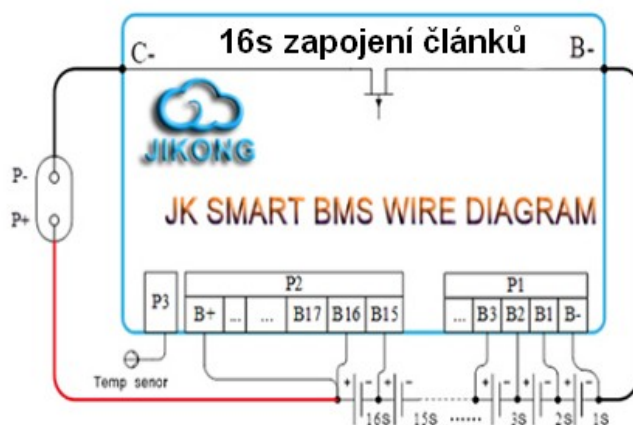 16s zapojení článků
C-
B-
JIKONG
P-
P+
JK SMART BMS WIRE DIAGRAM
P3
P2
P1
B+ ... ... B17 B16 B15
... B3 B2 B1 B-
Temp senor
+ - + - + - + - + -
16S 15S ...... 3S 2S 1S